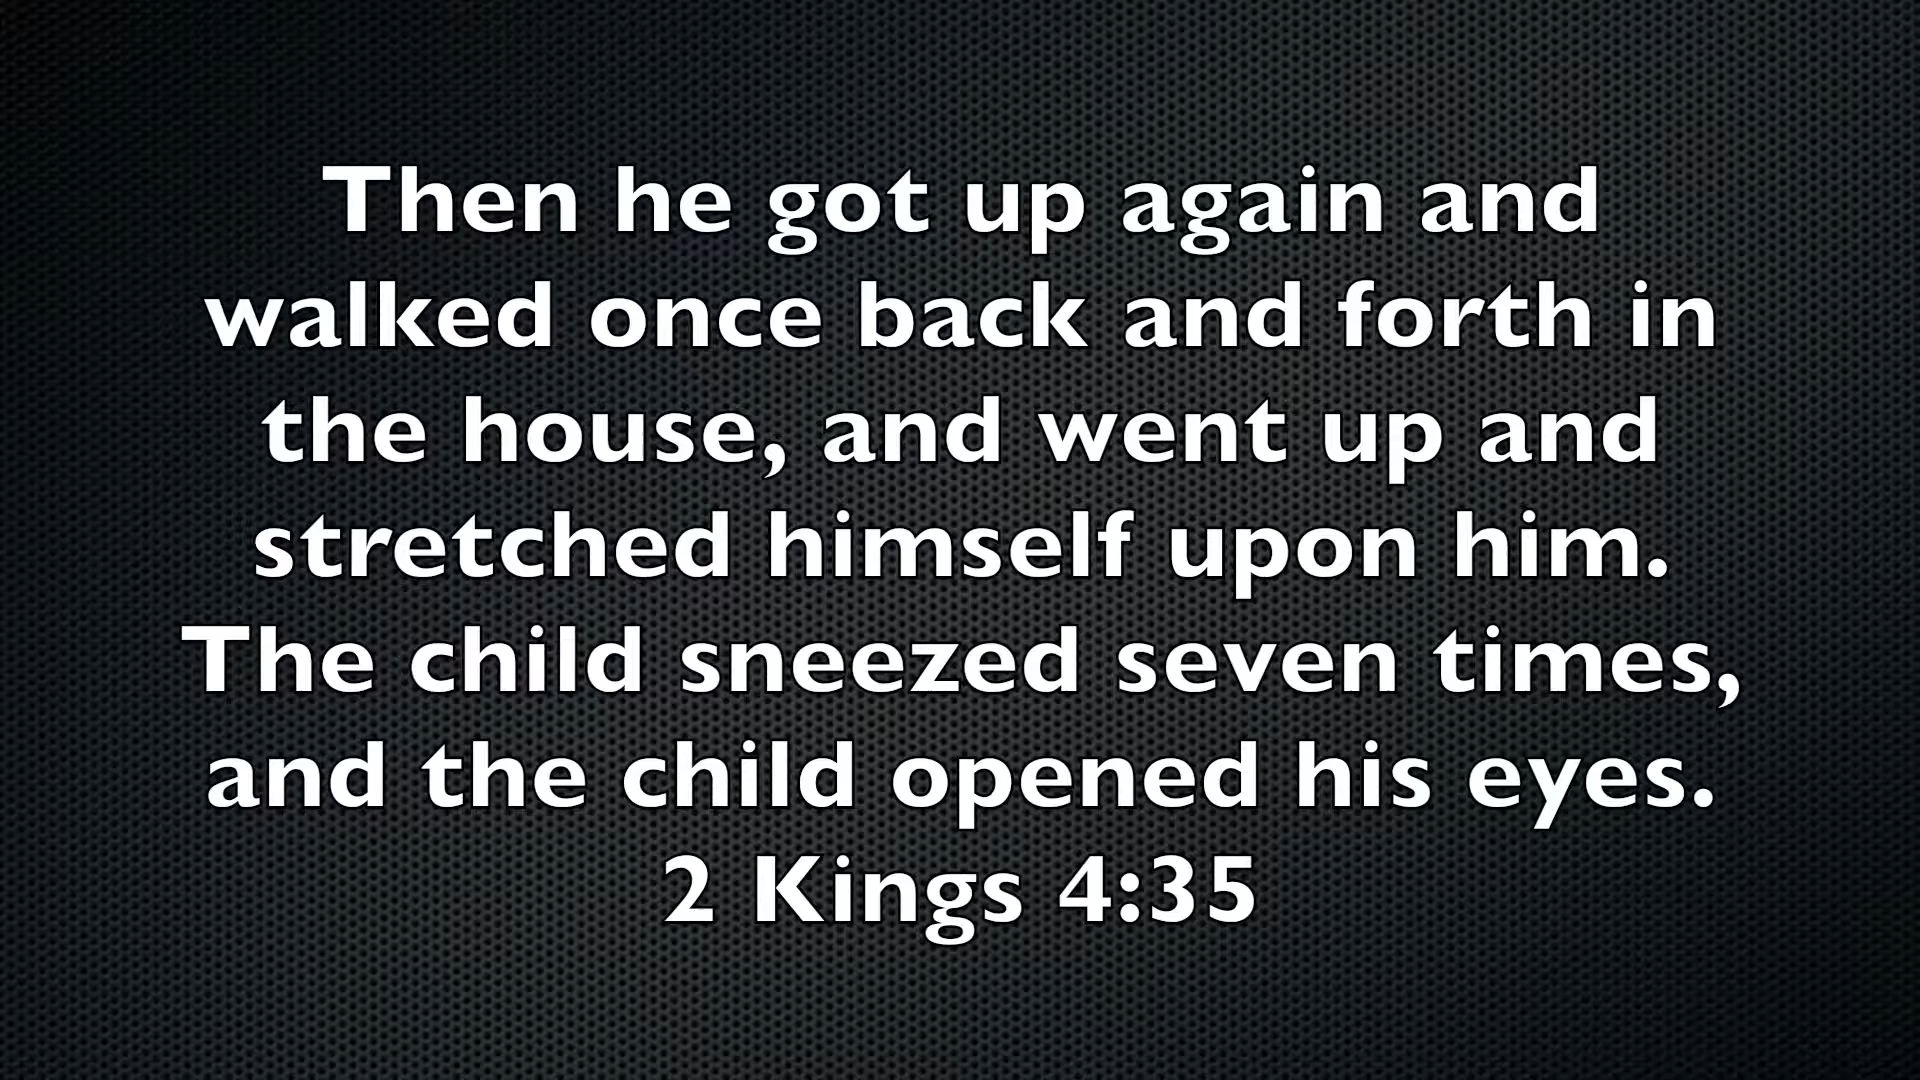 Then he got up again and
walked once back and forth in
the house, and went up and
stretched himself upon him.
The child sneezed seven times,
and the child opened his eyes.
2 Kings 4:35